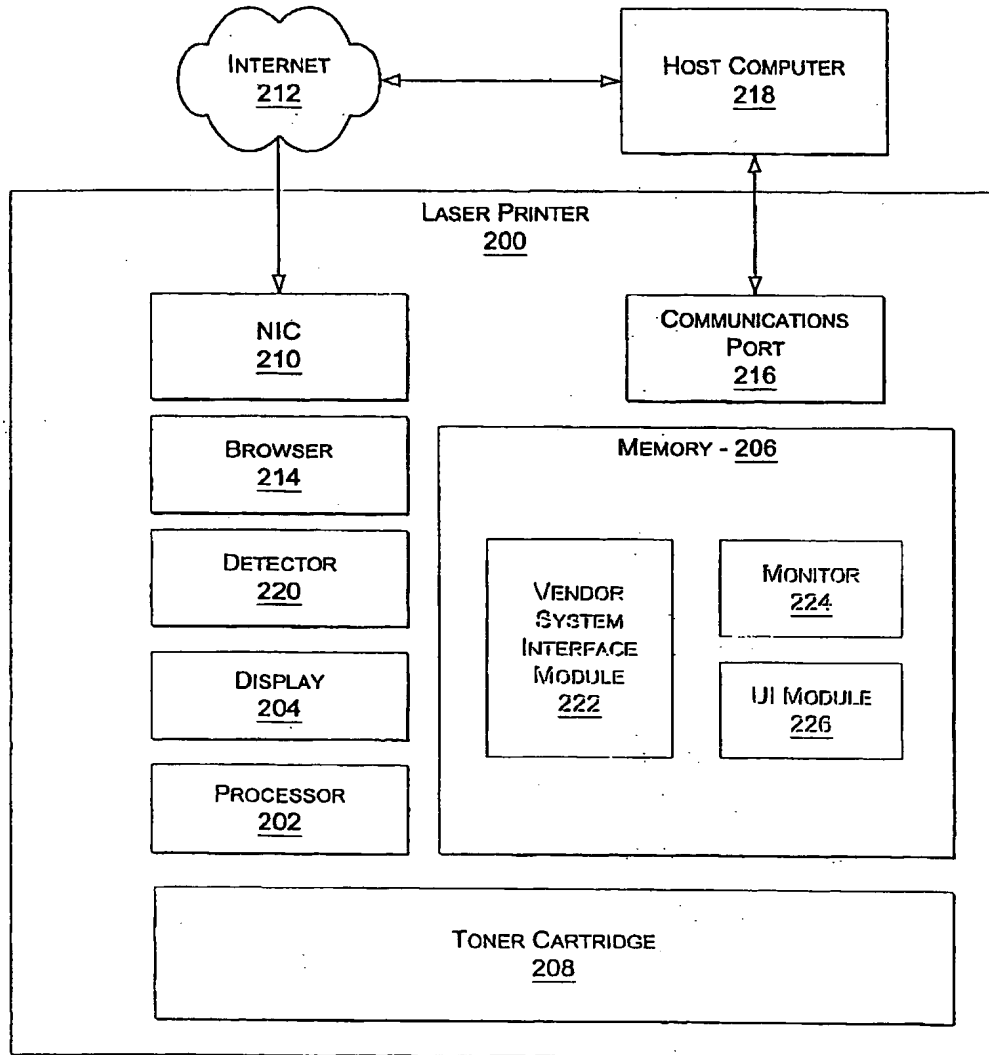 INTERNET
212
HOST COMPUTER
218
LASER PRINTER
200
NIC
210
COMMUNICATIONS
PORT
216
BROWSER
214
MEMORY - 206
DETECTOR
220
VENDOR
SYSTEM
INTERFACE
MODULE
222
MONITOR
224
DISPLAY
204
UI MODULE
226
PROCESSOR
202
TONER CARTRIDGE
208